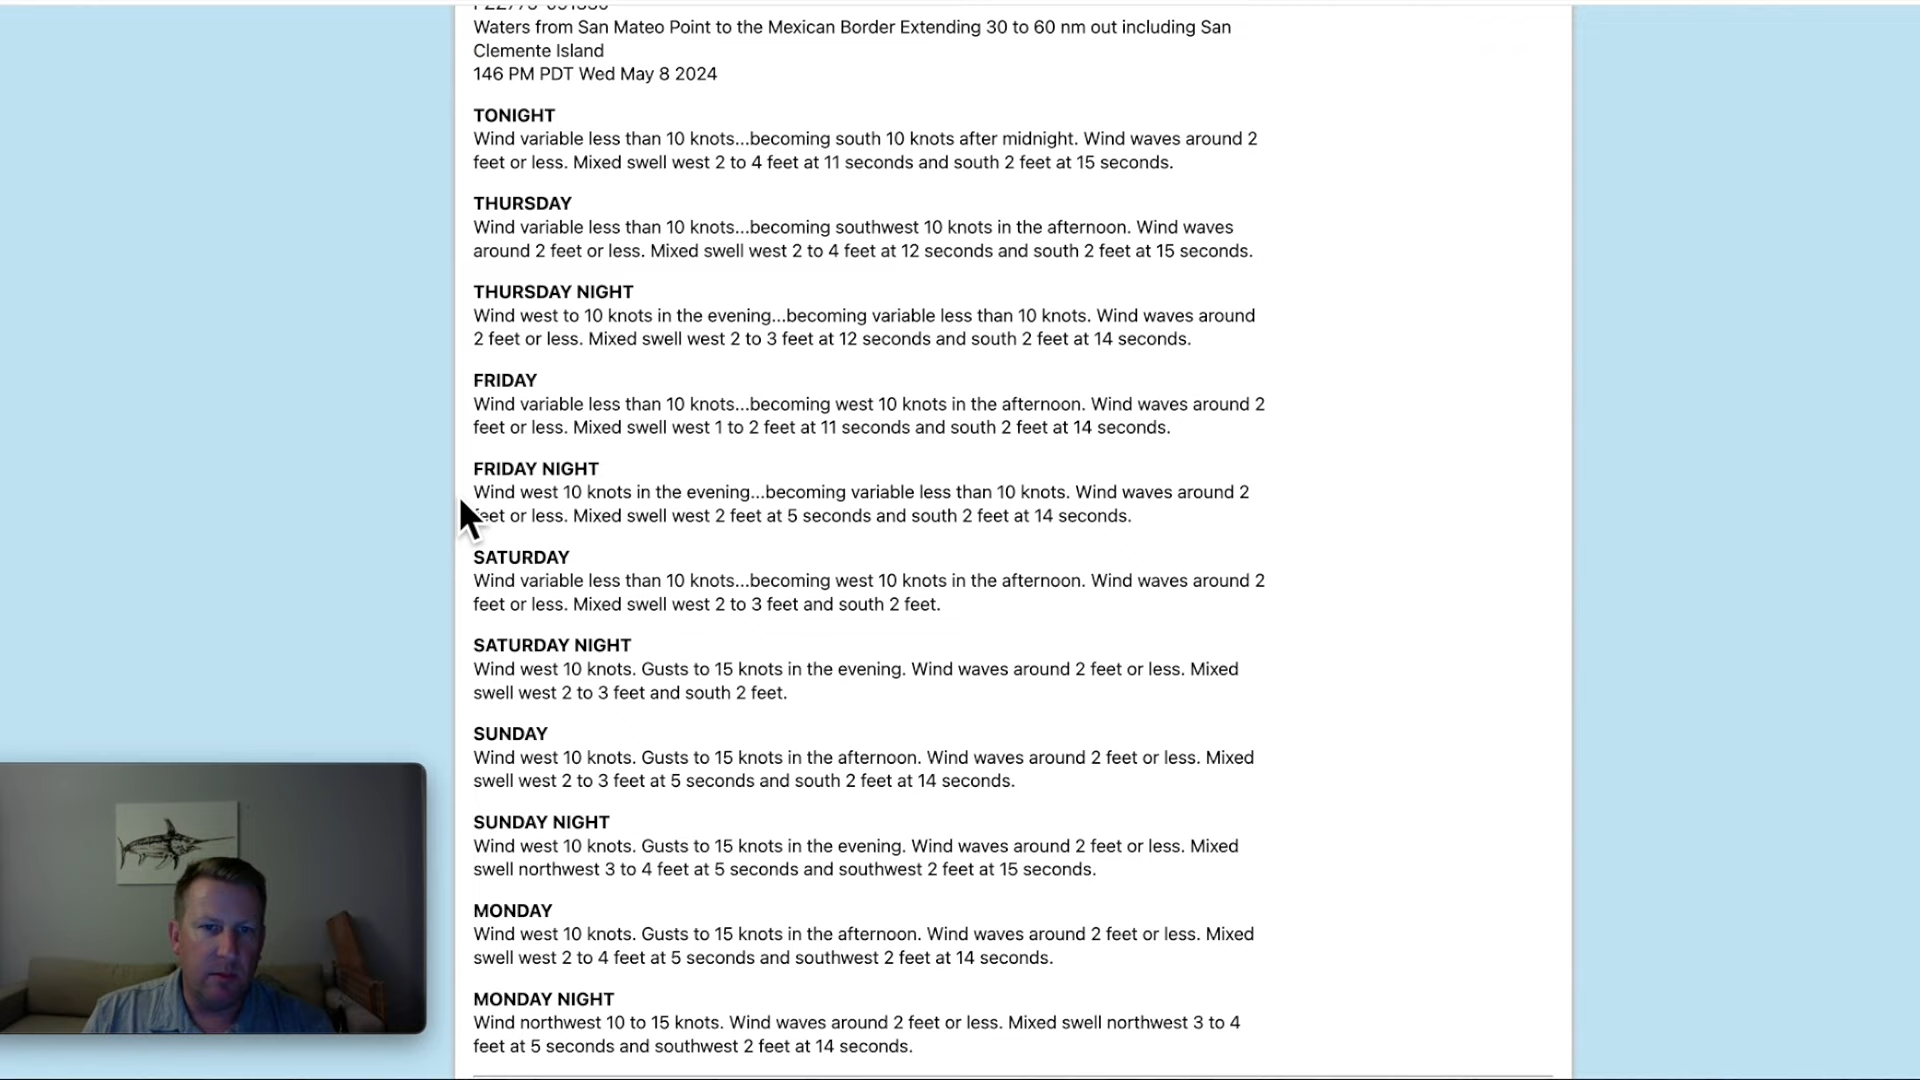 Waters from San Mateo Point to the Mexican Border Extending 30 to 60 nm out including San
Clemente Island
146 PM PDT Wed May 8 2024
TONIGHT
Wind variable less than 10 knots...becoming south 10 knots after midnight. Wind waves around 2
feet or less. Mixed swell west 2 to 4 feet at 11 seconds and south 2 feet at 15 seconds.
THURSDAY
Wind variable less than 10 knots...becoming southwest 10 knots in the afternoon. Wind waves
around 2 feet or less. Mixed swell west 2 to 4 feet at 12 seconds and south 2 feet at 15 seconds.
THURSDAY NIGHT
Wind west to 10 knots in the evening...becoming variable less than 10 knots. Wind waves around
2 feet or less. Mixed swell west 2 to 3 feet at 12 seconds and south 2 feet at 14 seconds.
FRIDAY
Wind variable less than 10 knots...becoming west 10 knots in the afternoon. Wind waves around 2
feet or less. Mixed swell west 1 to 2 feet at 11 seconds and south 2 feet at 14 seconds.
FRIDAY NIGHT
Wind west 10 knots in the evening...becoming variable less than 10 knots. Wind waves around 2
feet or less. Mixed swell west 2 feet at 5 seconds and south 2 feet at 14 seconds.
SATURDAY
Wind variable less than 10 knots...becoming west 10 knots in the afternoon. Wind waves around 2
feet or less. Mixed swell west 2 to 3 feet and south 2 feet.
SATURDAY NIGHT
Wind west 10 knots. Gusts to 15 knots in the evening. Wind waves around 2 feet or less. Mixed
swell west 2 to 3 feet and south 2 feet.
SUNDAY
Wind west 10 knots. Gusts to 15 knots in the afternoon. Wind waves around 2 feet or less. Mixed
swell west 2 to 3 feet at 5 seconds and south 2 feet at 14 seconds.
SUNDAY NIGHT
Wind west 10 knots. Gusts to 15 knots in the evening. Wind waves around 2 feet or less. Mixed
swell northwest 3 to 4 feet at 5 seconds and southwest 2 feet at 15 seconds.
MONDAY
Wind west 10 knots. Gusts to 15 knots in the afternoon. Wind waves around 2 feet or less. Mixed
swell west 2 to 4 feet at 5 seconds and southwest 2 feet at 14 seconds.
MONDAY NIGHT
Wind northwest 10 to 15 knots. Wind waves around 2 feet or less. Mixed swell northwest 3 to 4
feet at 5 seconds and southwest 2 feet at 14 seconds.